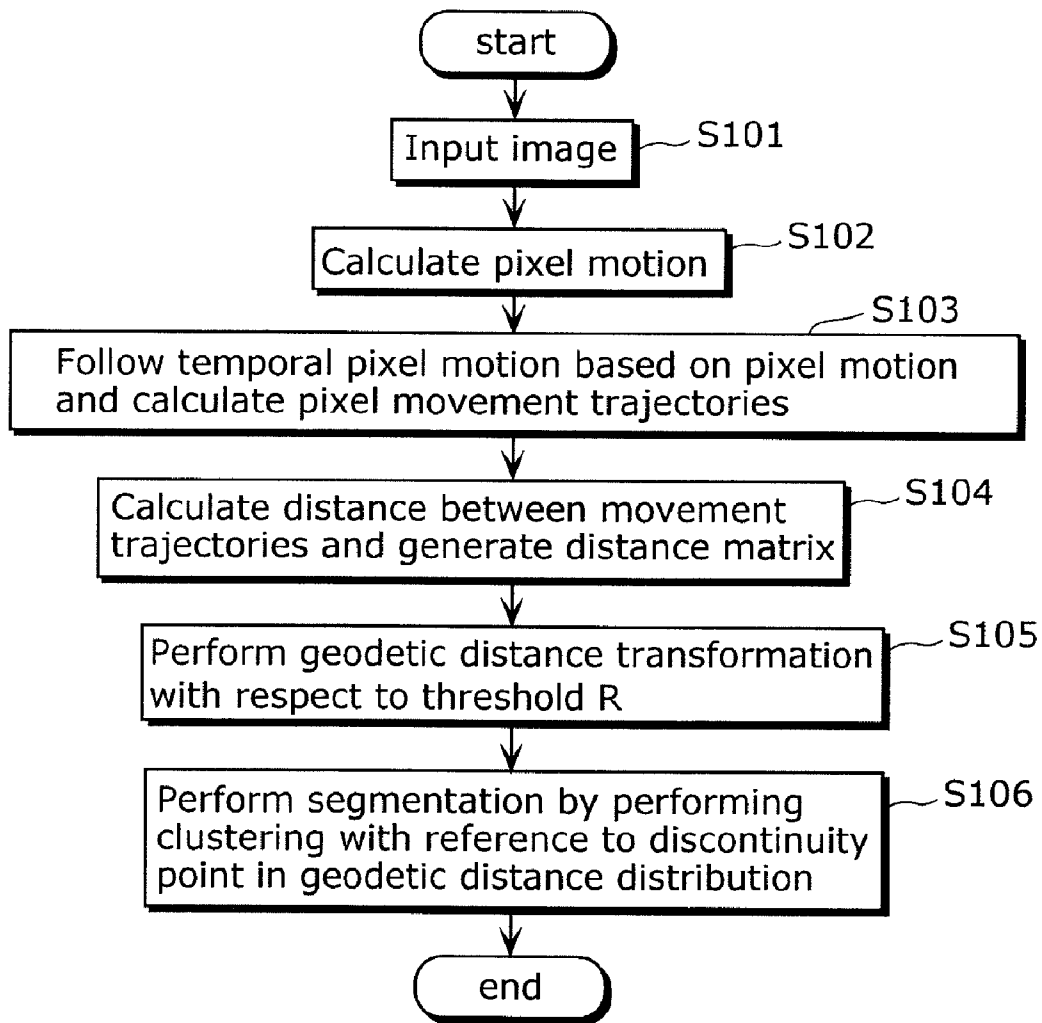 start
Input image
S101
Calculate pixel motion
S102
S103
Follow temporal pixel motion based on pixel motion
and calculate pixel movement trajectories
S104
Calculate distance between movement
trajectories and generate distance matrix
S105
Perform geodetic distance transformation
with respect to threshold R
S106
Perform segmentation by performing
clustering with reference to discontinuity
point in geodetic distance distribution
end